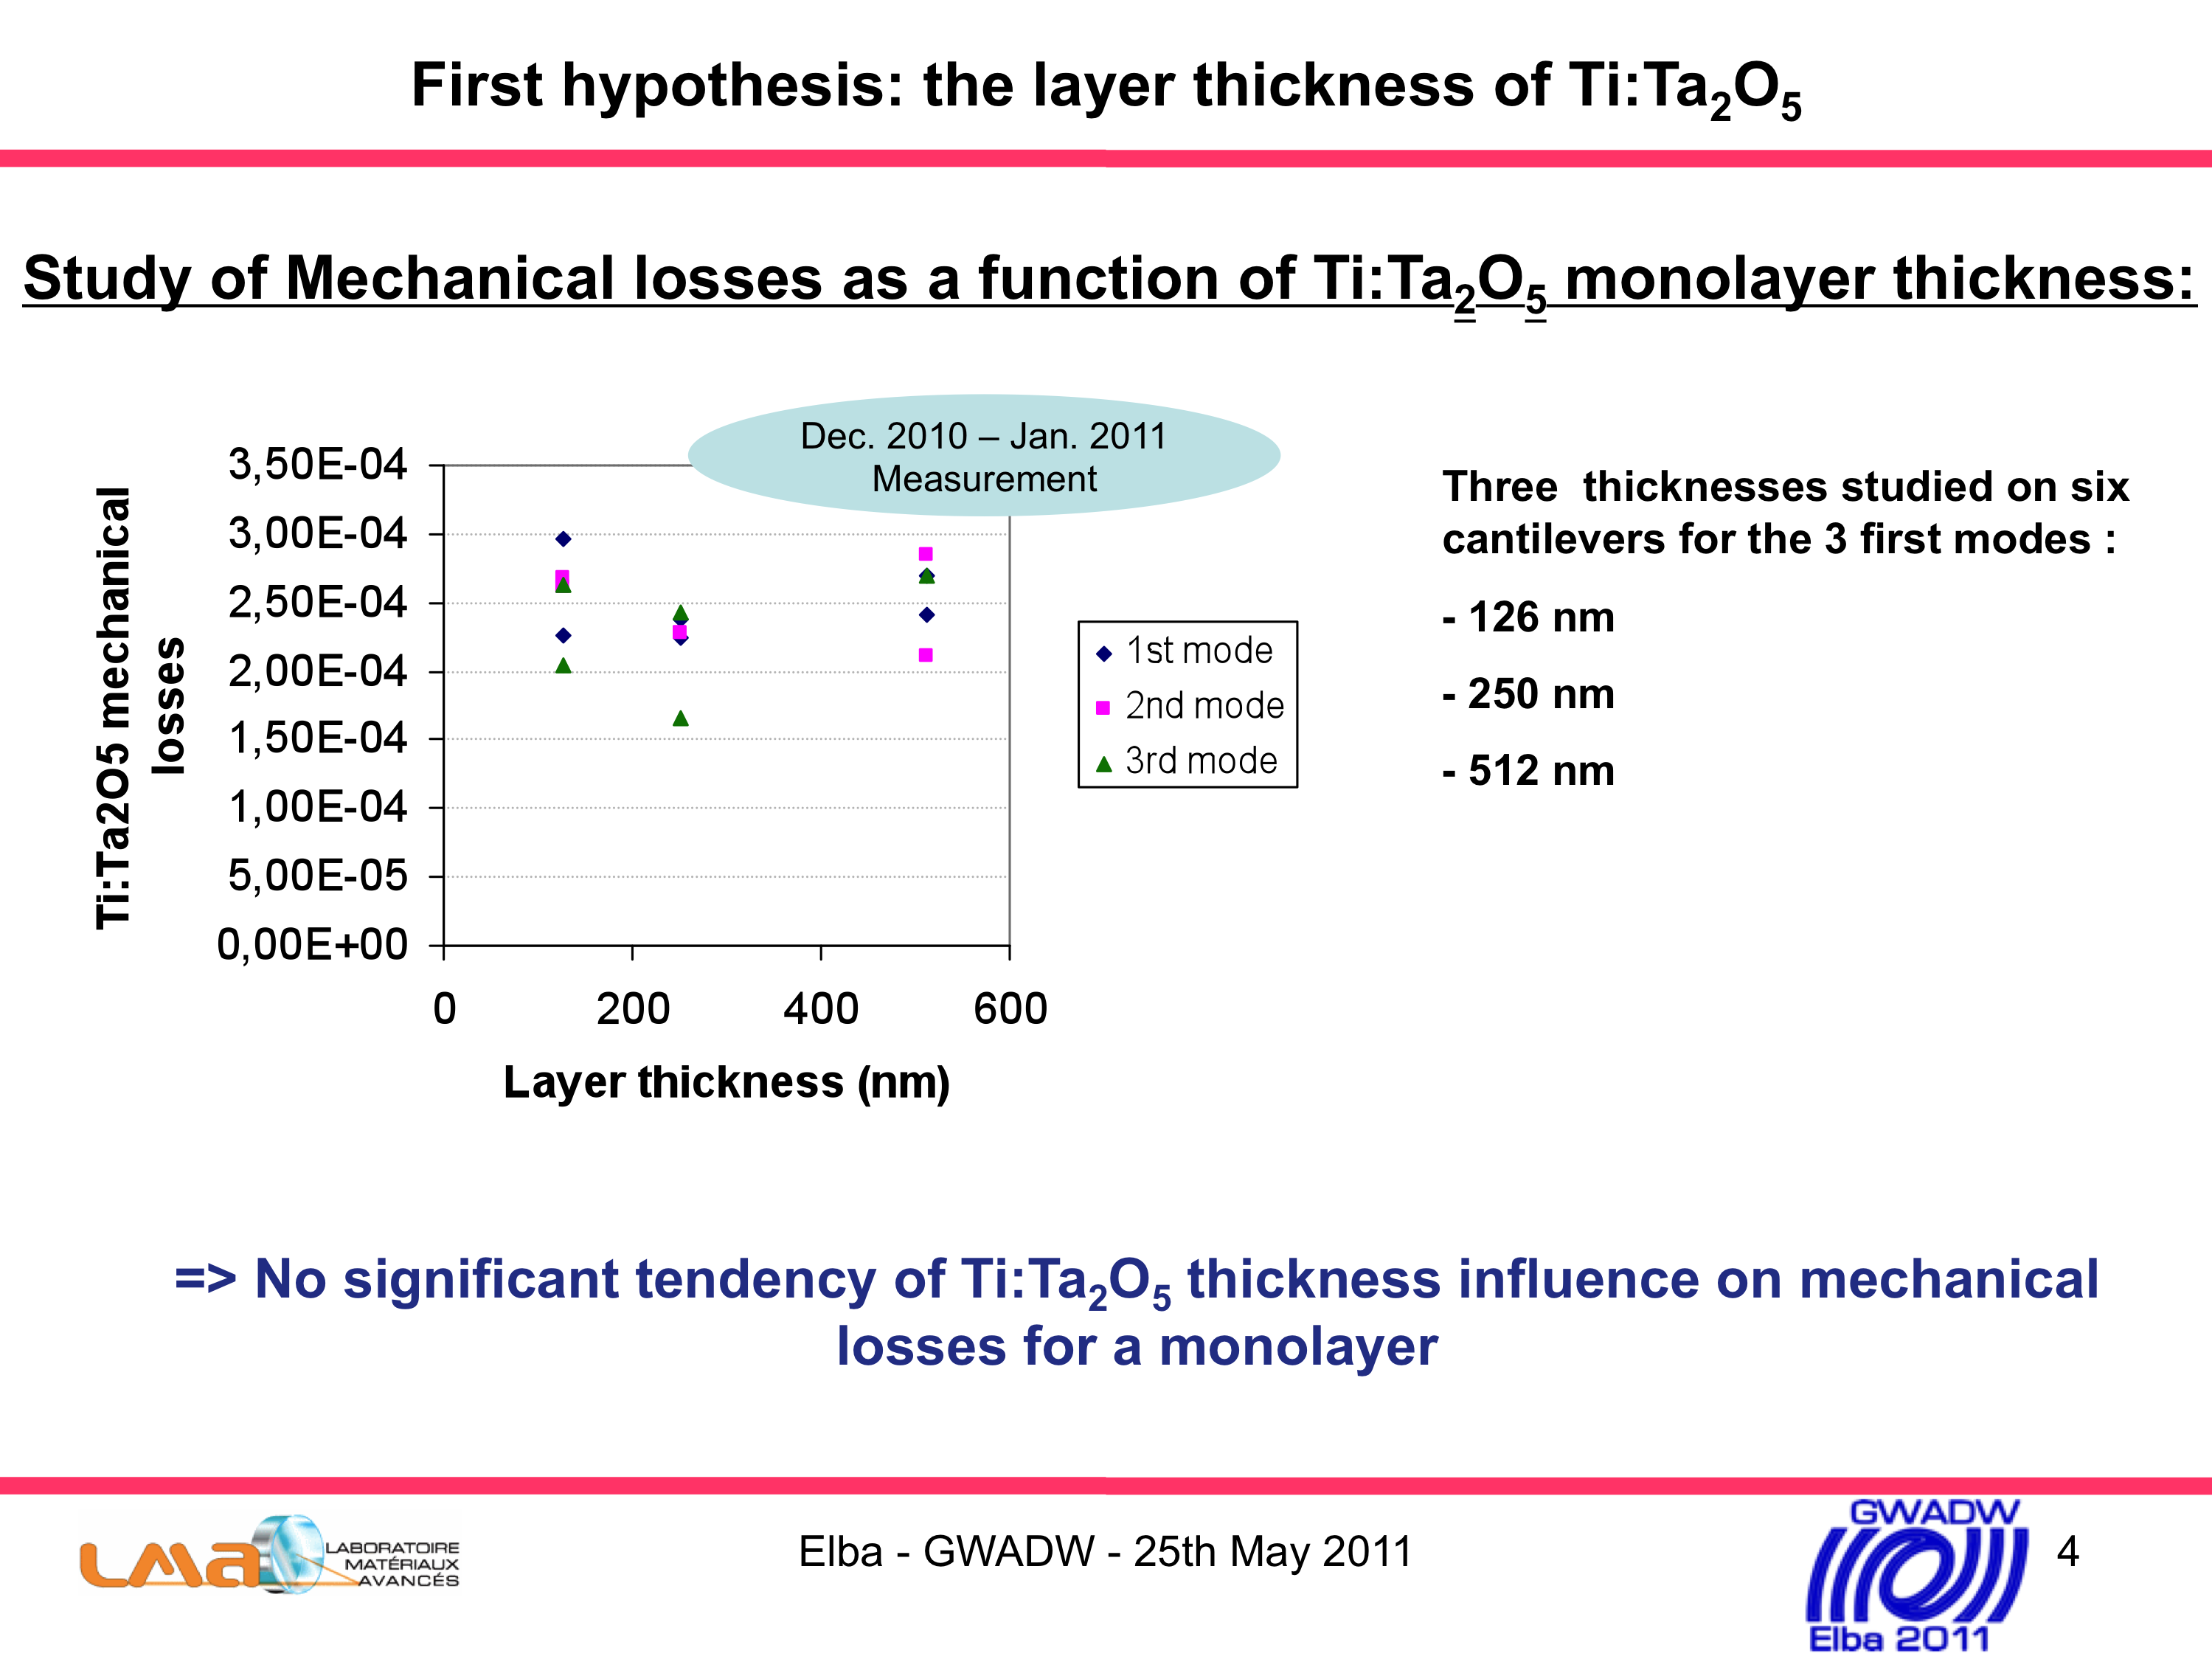 First hypothesis: the layer thickness of Ti:Ta2O5
Study of Mechanical losses as a function of Ti:Ta2O5 monolayer thickness:
Dec. 2010 – Jan. 2011
Measurement
Ti:Ta2O5 mechanical
losses
3,50E-04
3,00E-04
2,50E-04
2,00E-04
1,50E-04
1,00E-04
5,00E-05
0,00E+00
0 200 400 600
Layer thickness (nm)
1st mode
2nd mode
3rd mode
Three thicknesses studied on six
cantilevers for the 3 first modes :
- 126 nm
- 250 nm
- 512 nm
=> No significant tendency of Ti:Ta2O5 thickness influence on mechanical
losses for a monolayer
LMa
LABORATOIRE
MATÉRIAUX
AVANCÉS
Elba - GWADW - 25th May 2011
GWADW
Elba 2011
4